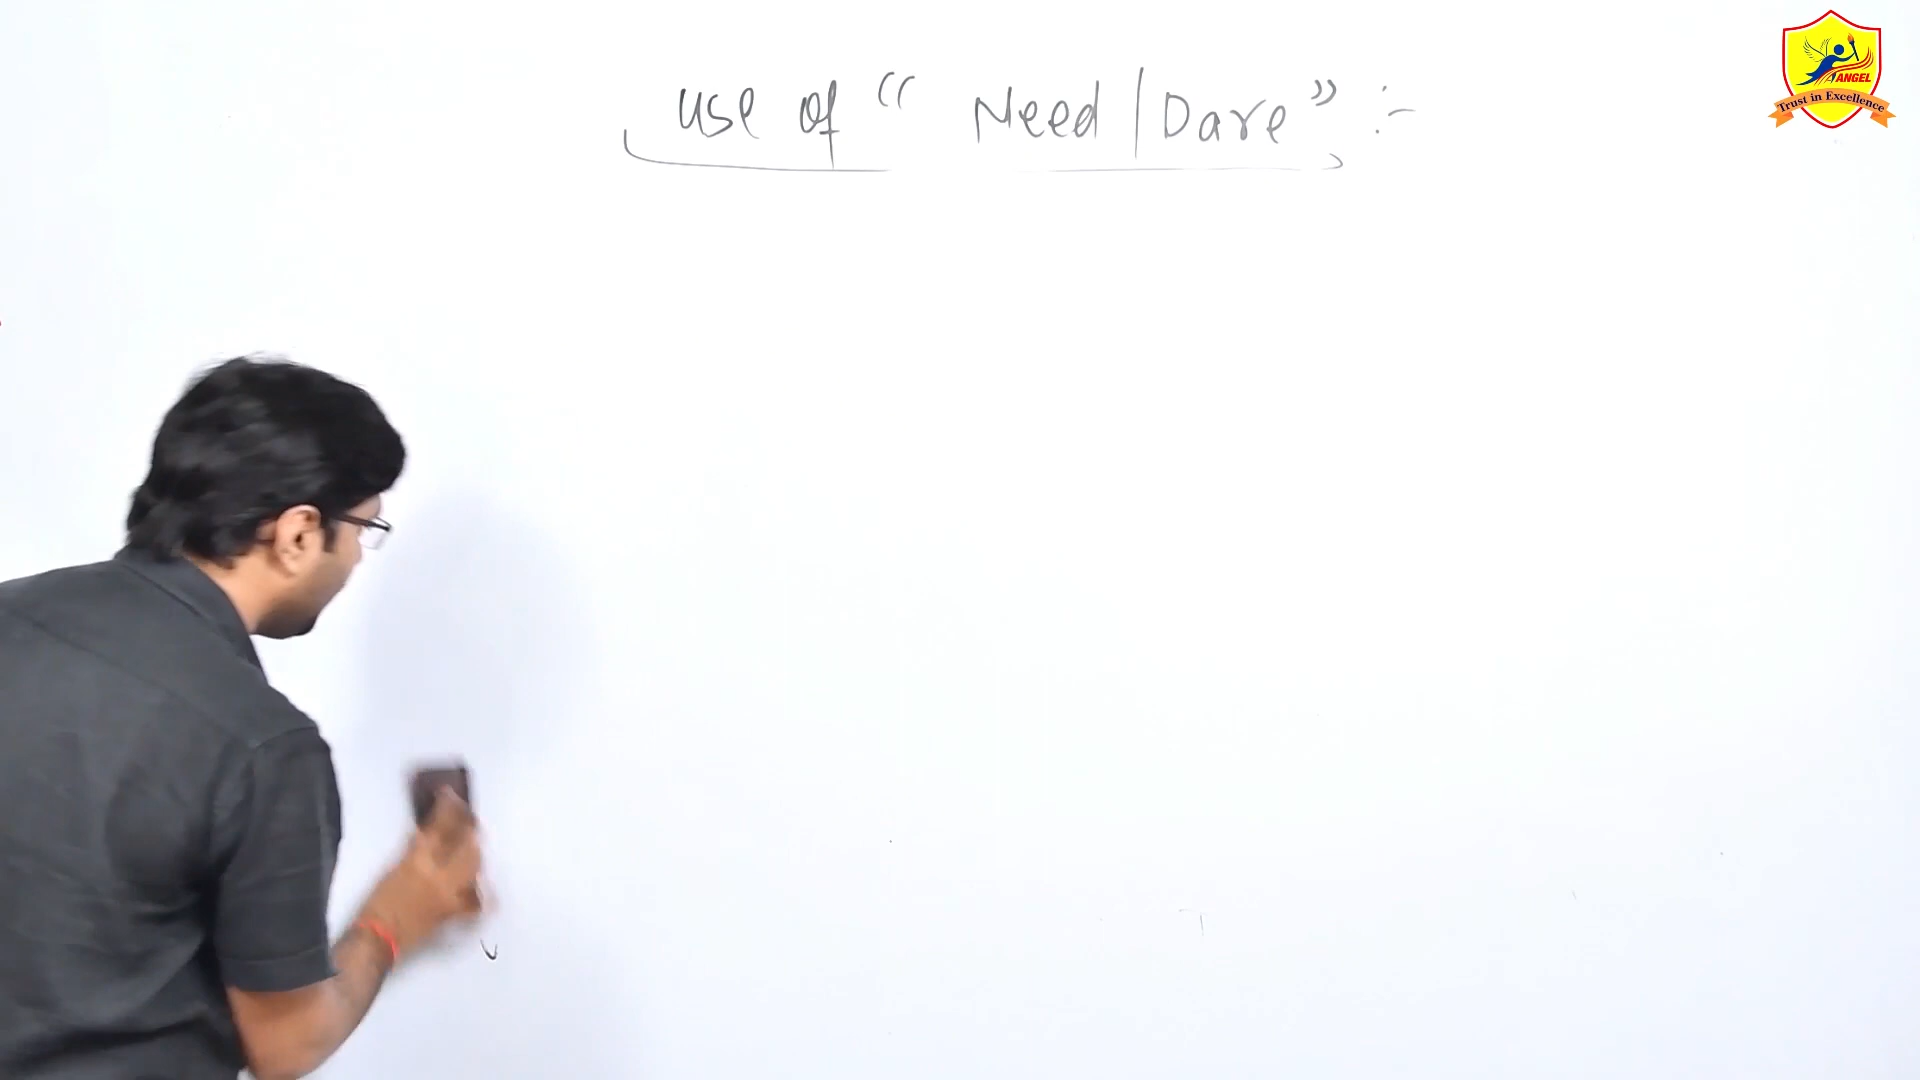 Use of “ Need / Dare ” :-
ANGEL
Trust in Excellence